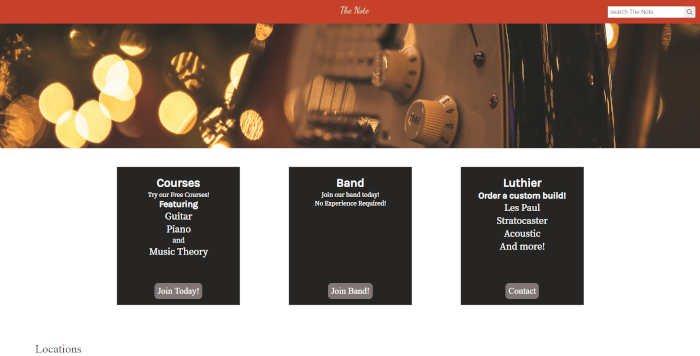 The Note
search The Note
Courses
Try our Free Courses!
Featuring
Guitar
Piano
and
Music Theory
Join Today!
Band
Join our band today!
No Experience Required!
Join Band!
Luthier
Order a custom build!
Les Paul
Stratocaster
Acoustic
And more!
Contact
Locations